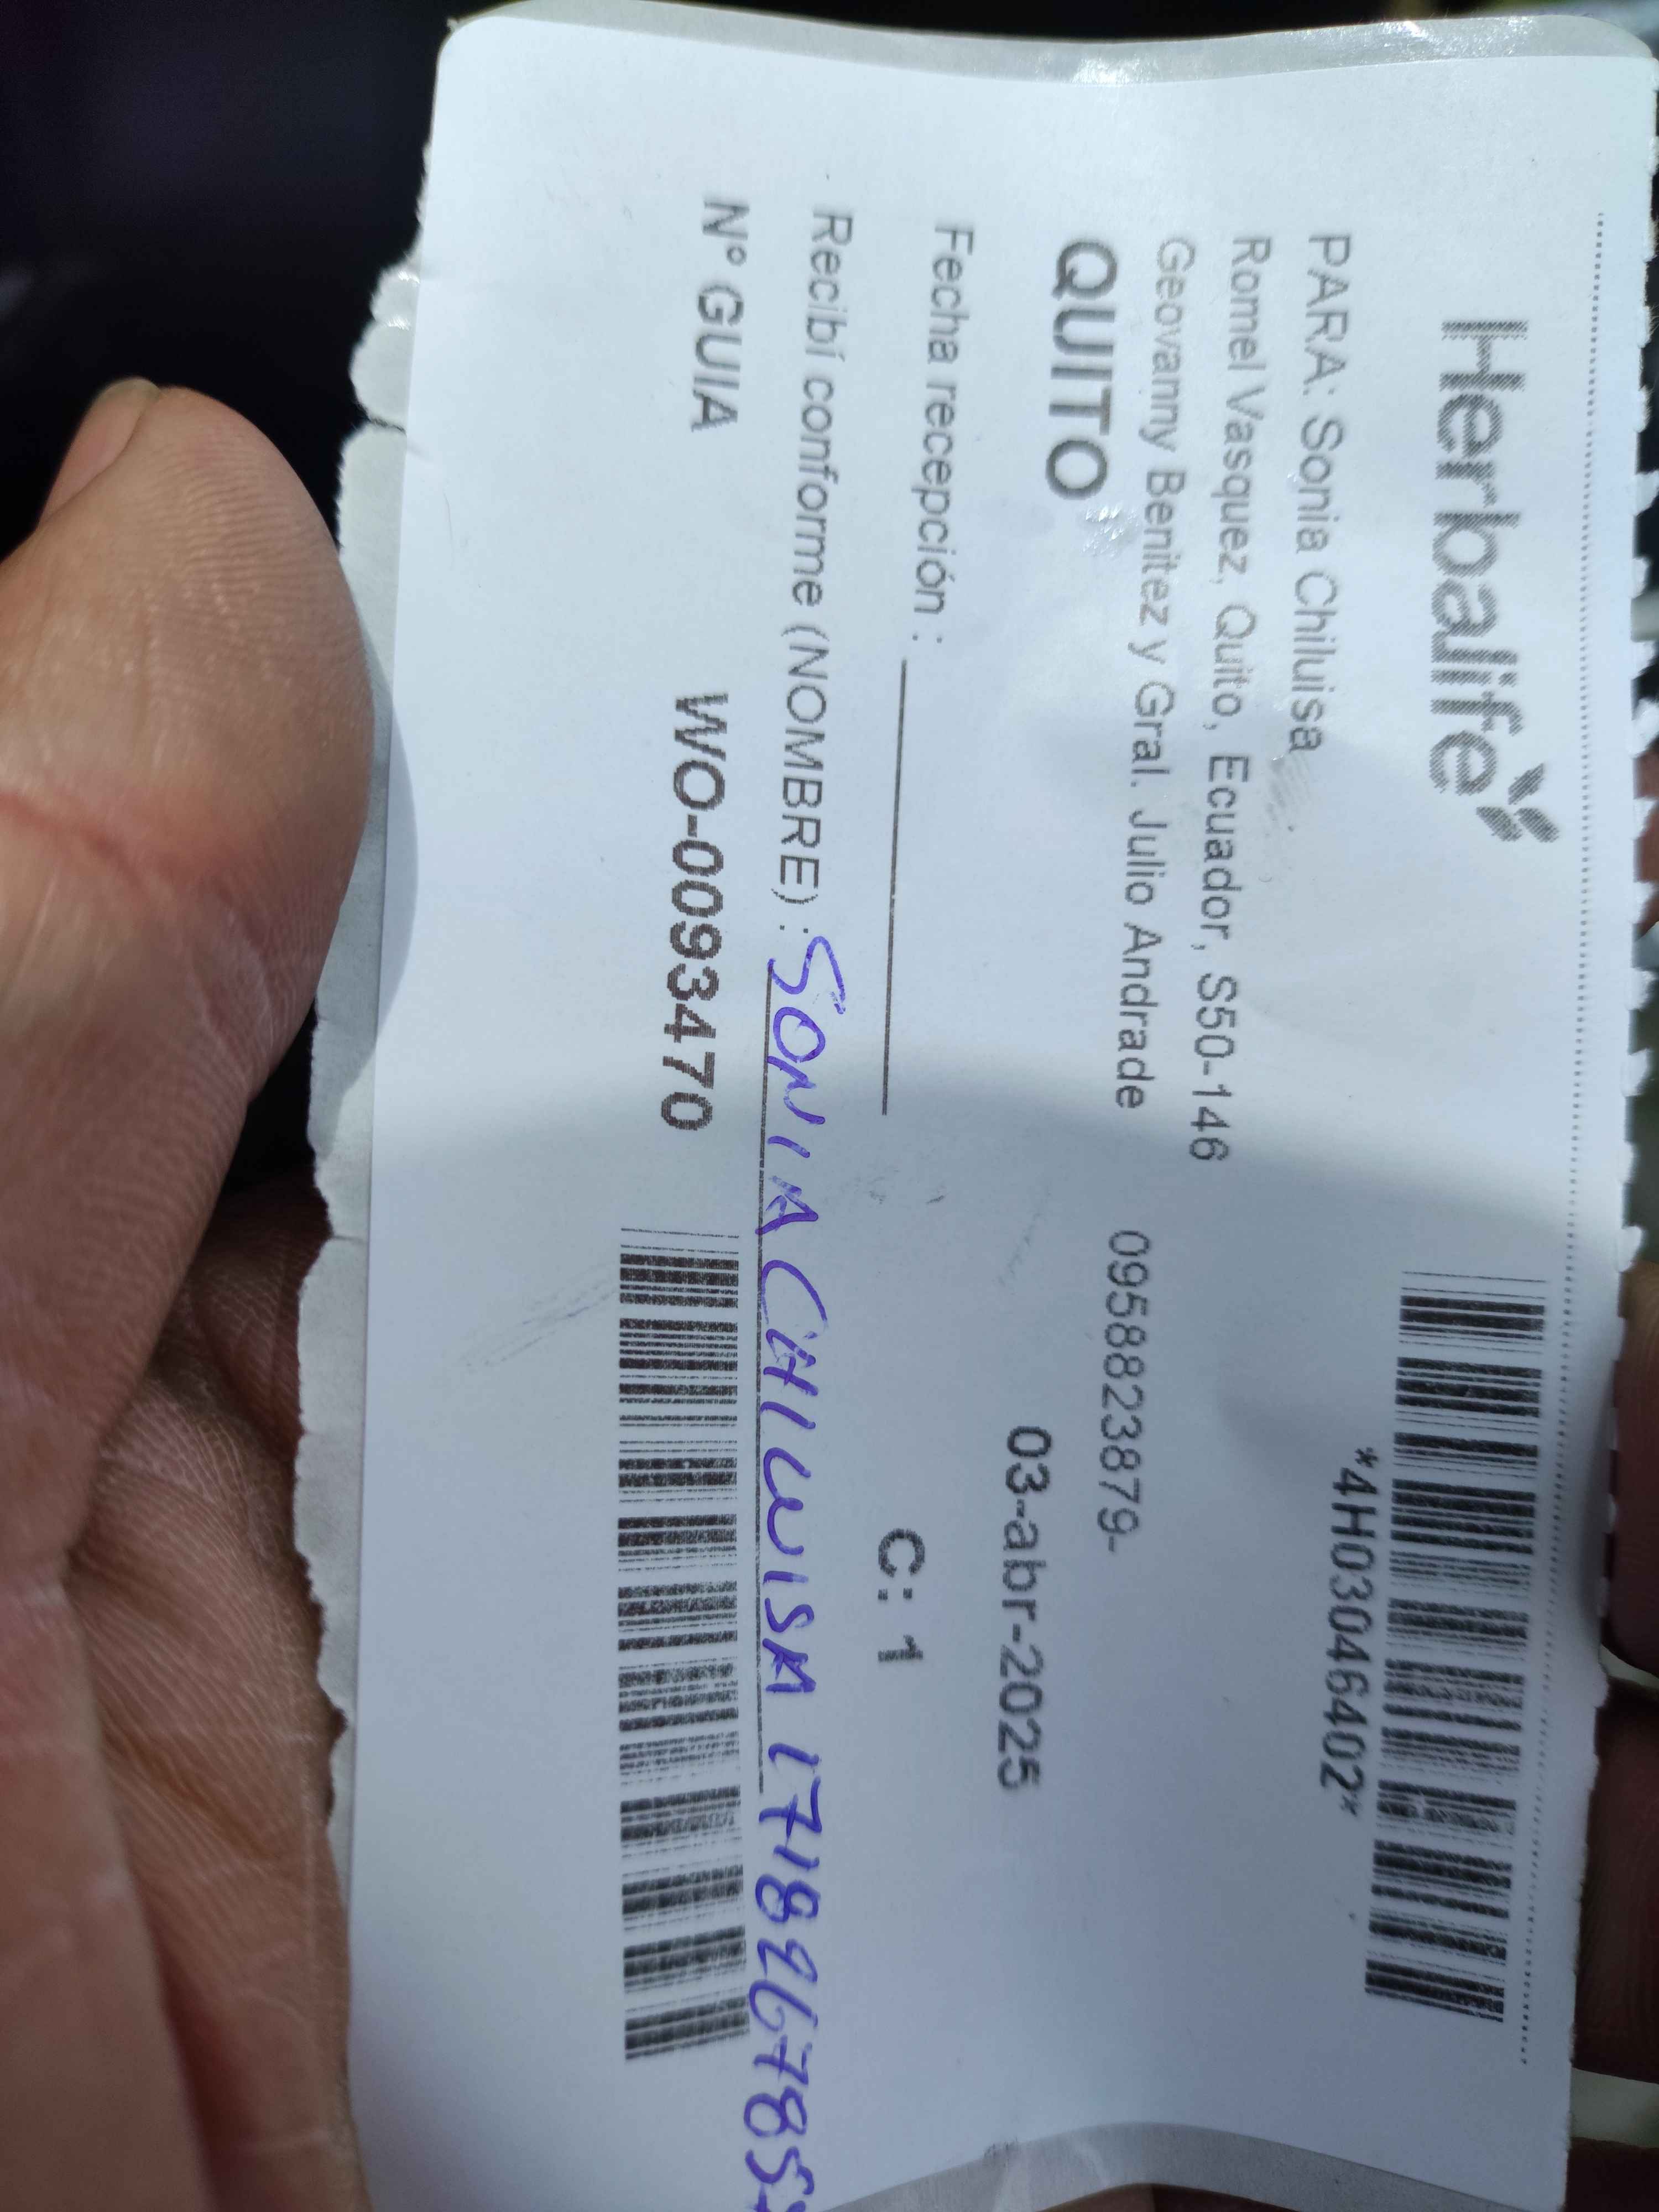 Herbalife
*4H03046402*
PARA: Sonia Chiluisa
Romel Vasquez, Quito, Ecuador, S50-146
Geovanny Benitez y Gral. Julio Andrade 0958823879-
QUITO
03-abr-2025
Fecha recepción :
C: 1
Recibí conforme (NOMBRE) : SONIA CHILUISA
Nº GUIA WO-0093470